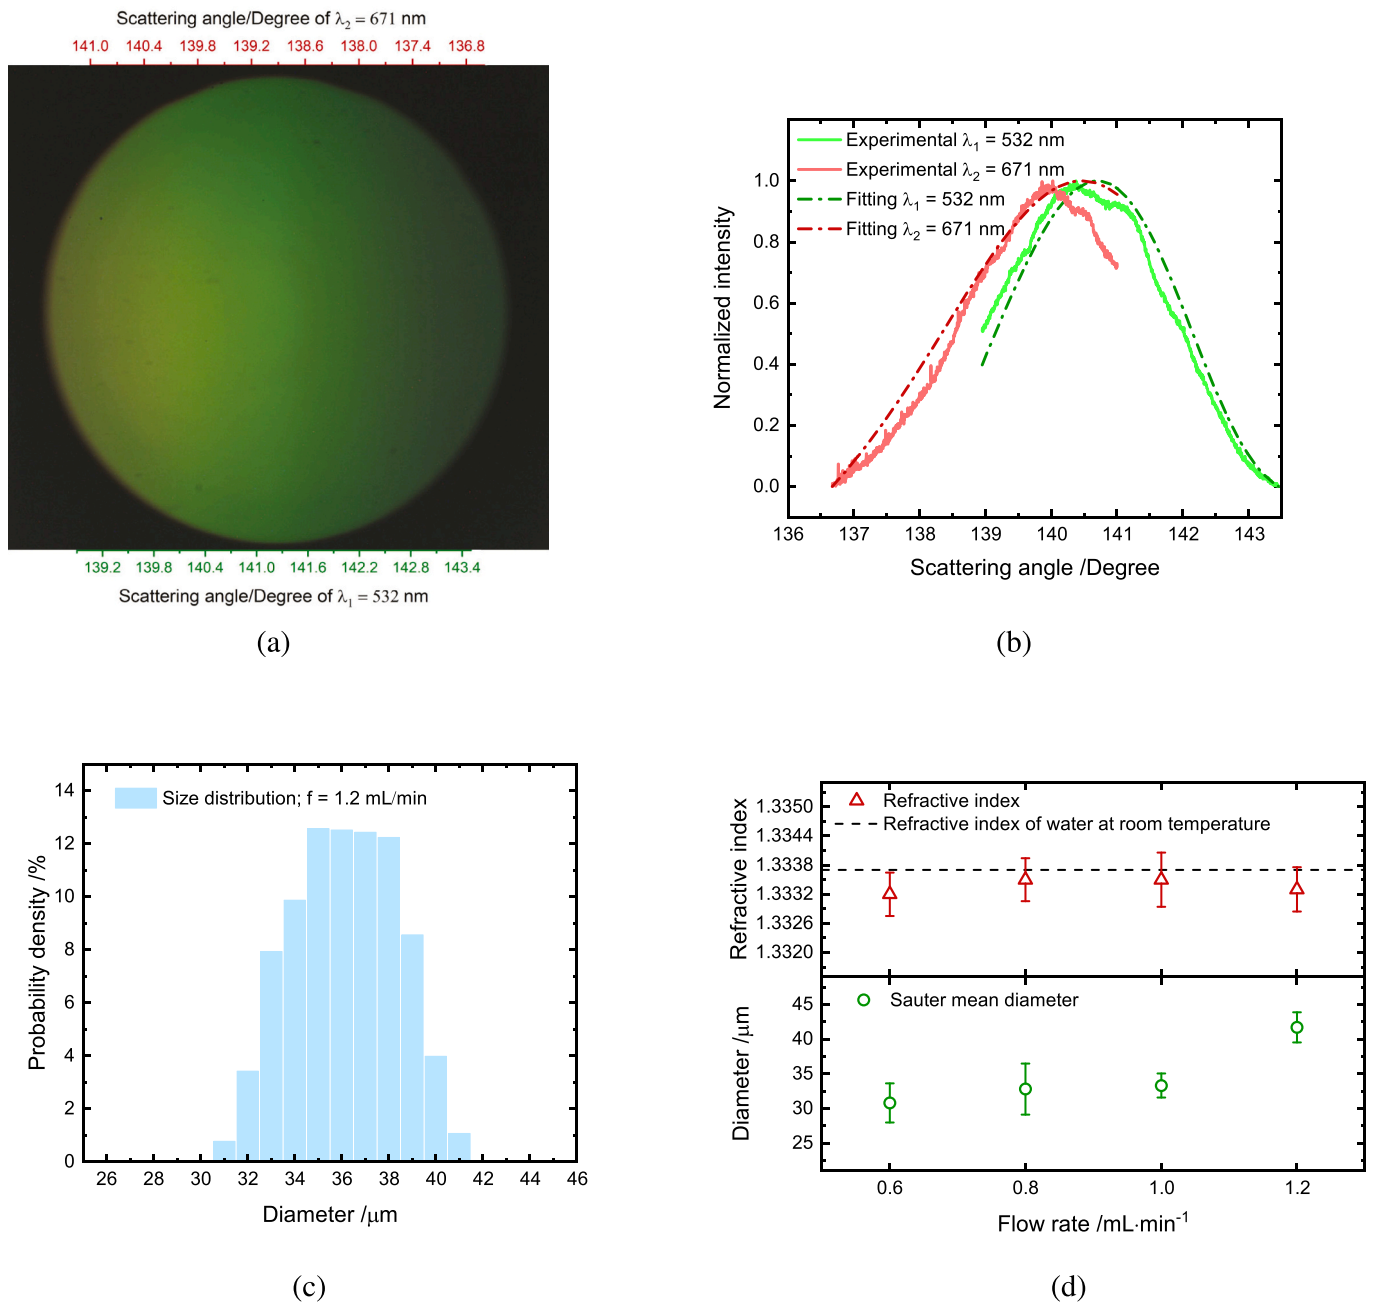 Scattering angle/Degree of λ2 = 671 nm
141.0 140.4 139.8 139.2 138.6 138.0 137.4 136.8
139.2 139.8 140.4 141.0 141.6 142.2 142.8 143.4
Scattering angle/Degree of λ1 = 532 nm
(a)
Experimental λ1 = 532 nm
Experimental λ2 = 671 nm
Fitting λ1 = 532 nm
Fitting λ2 = 671 nm
Normalized intensity
1.0
0.8
0.6
0.4
0.2
0.0
136 137 138 139 140 141 142 143
Scattering angle /Degree
(b)
Size distribution; f = 1.2 mL/min
Probability density /%
14
12
10
8
6
4
2
0
26 28 30 32 34 36 38 40 42 44 46
Diameter /μm
(c)
Refractive index
Refractive index of water at room temperature
Refractive index
1.3350
1.3344
1.3338
1.3332
1.3326
1.3320
Sauter mean diameter
Diameter /μm
45
40
35
30
25
0.6 0.8 1.0 1.2
Flow rate /mL·min-1
(d)